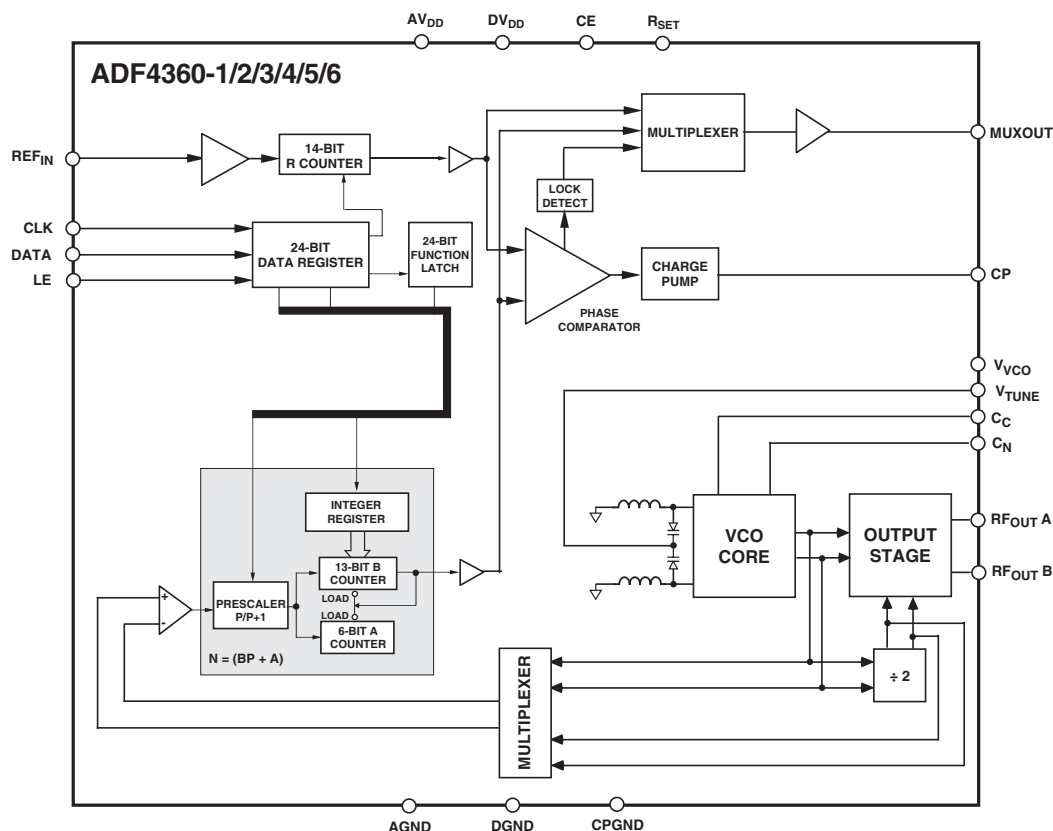 AVDD
DVDD
CE
RSET
ADF4360-1/2/3/4/5/6
REFIN
14-BIT
R COUNTER
MULTIPLEXER
MUXOUT
LOCK
DETECT
CLK
DATA
LE
24-BIT
DATA REGISTER
24-BIT
FUNCTION
LATCH
CHARGE
PUMP
CP
PHASE
COMPARATOR
VVCO
VTUNE
CC
CN
INTEGER
REGISTER
13-BIT B
COUNTER
LOAD
LOAD
6-BIT A
COUNTER
+
-
PRESCALER
P/P+1
N = (BP + A)
VCO
CORE
OUTPUT
STAGE
RFOUT A
RFOUT B
÷ 2
MULTIPLEXER
AGND
DGND
CPGND